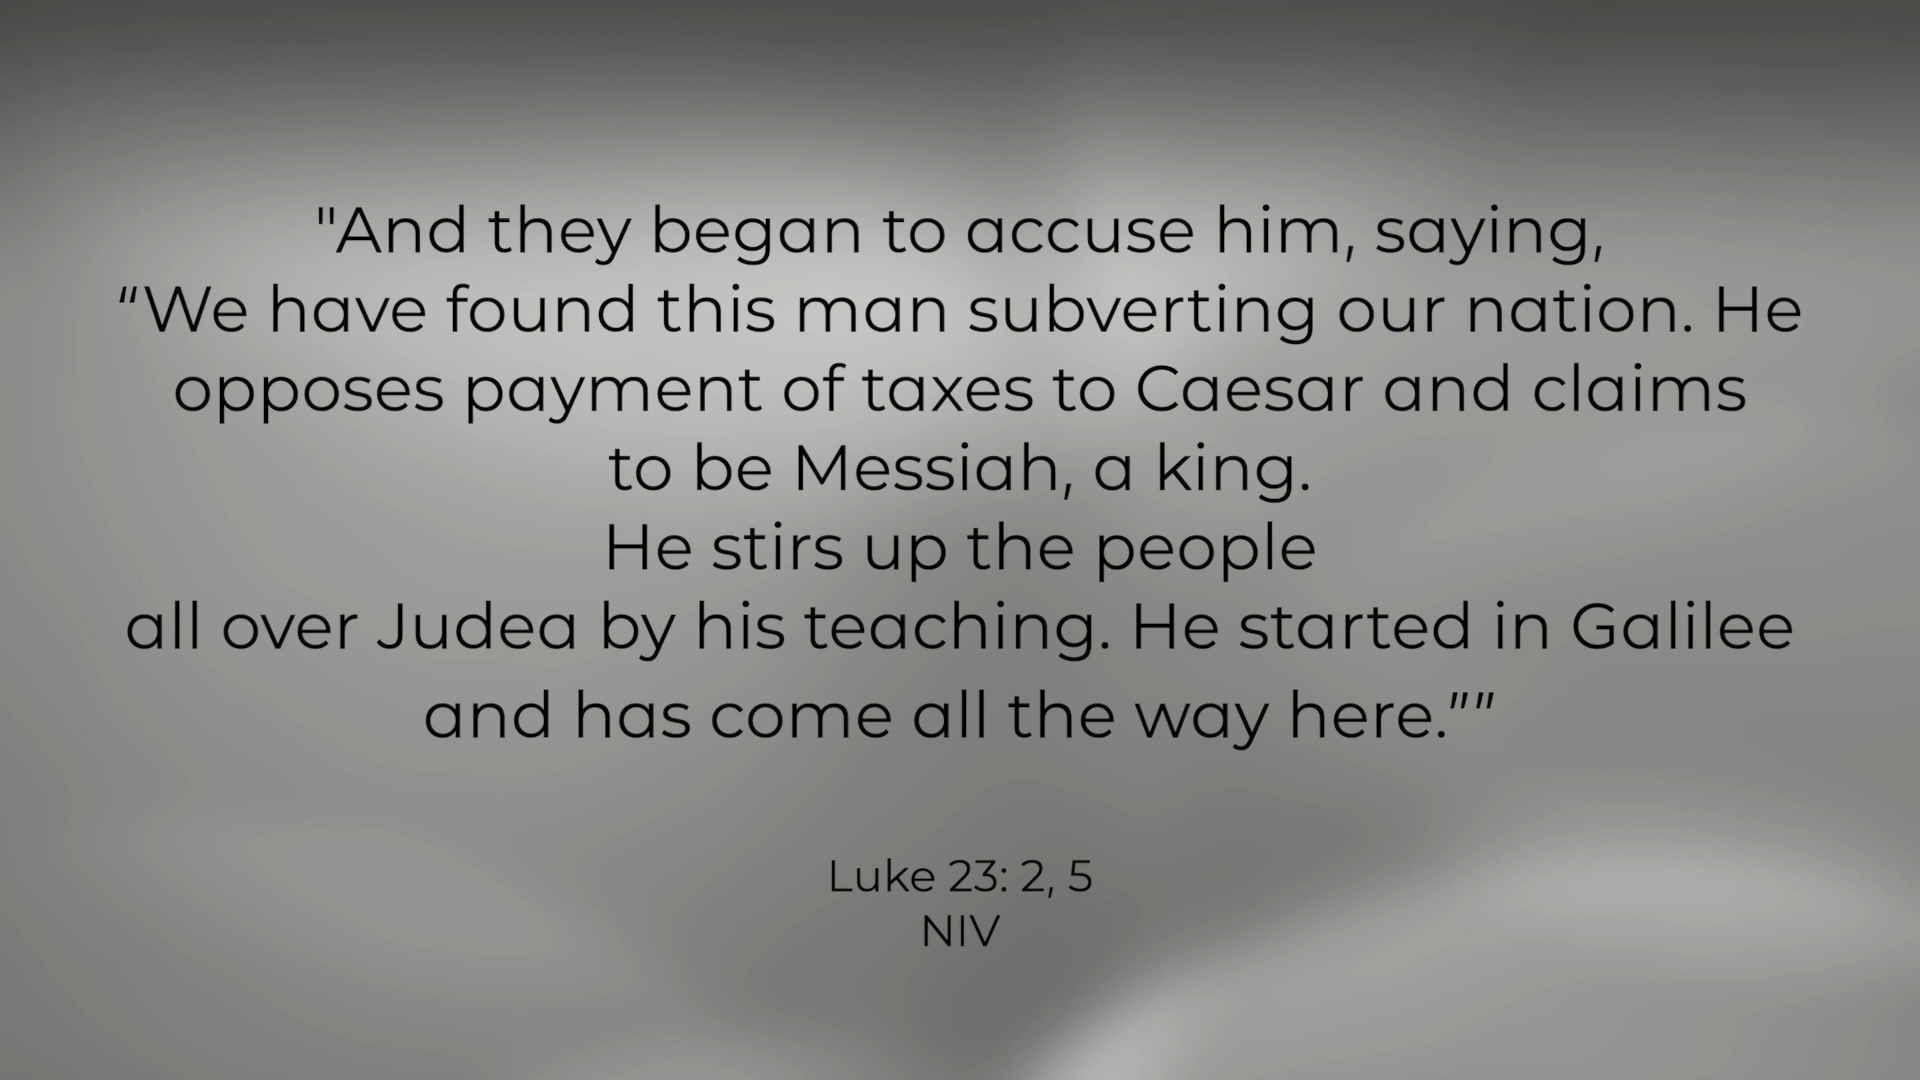 "And they began to accuse him, saying,
“We have found this man subverting our nation. He
opposes payment of taxes to Caesar and claims
to be Messiah, a king.
He stirs up the people
all over Judea by his teaching. He started in Galilee
and has come all the way here.””
Luke 23: 2, 5
NIV